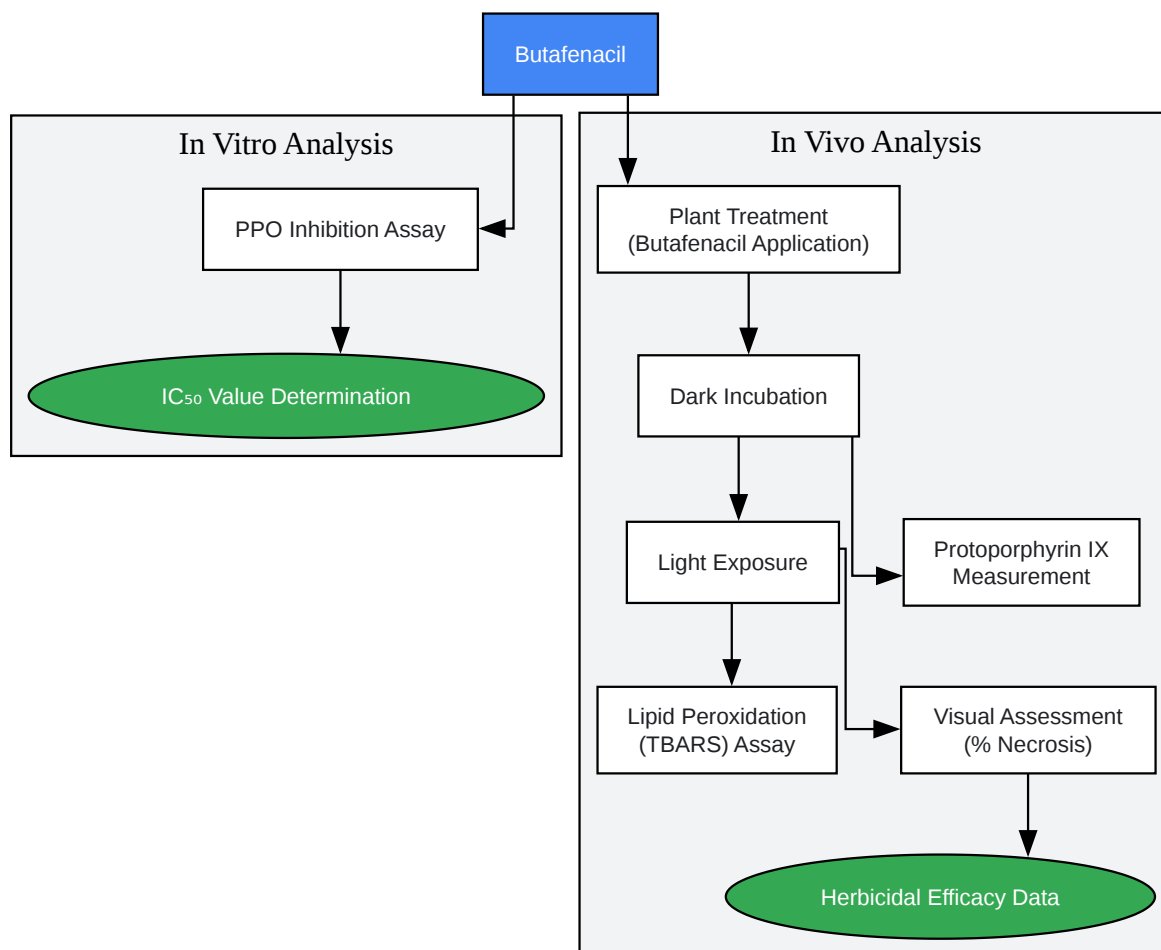 Butafenacil
In Vitro Analysis
PPO Inhibition Assay
IC₅₀ Value Determination
In Vivo Analysis
Plant Treatment
(Butafenacil Application)
Dark Incubation
Light Exposure
Protoporphyrin IX
Measurement
Lipid Peroxidation
(TBARS) Assay
Visual Assessment
(% Necrosis)
Herbicidal Efficacy Data